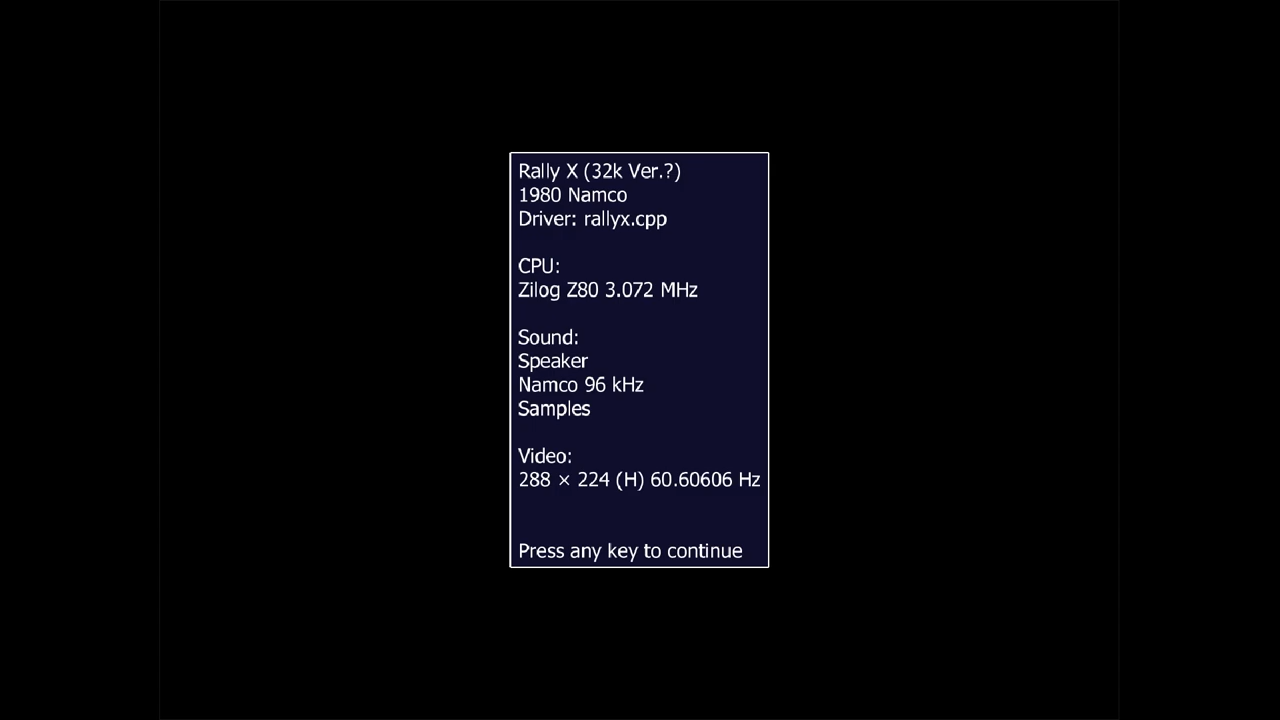 Rally X (32k Ver.?)
1980 Namco
Driver: rallyx.cpp
CPU:
Zilog Z80 3.072 MHz
Sound:
Speaker
Namco 96 kHz
Samples
Video:
288 × 224 (H) 60.60606 Hz
Press any key to continue